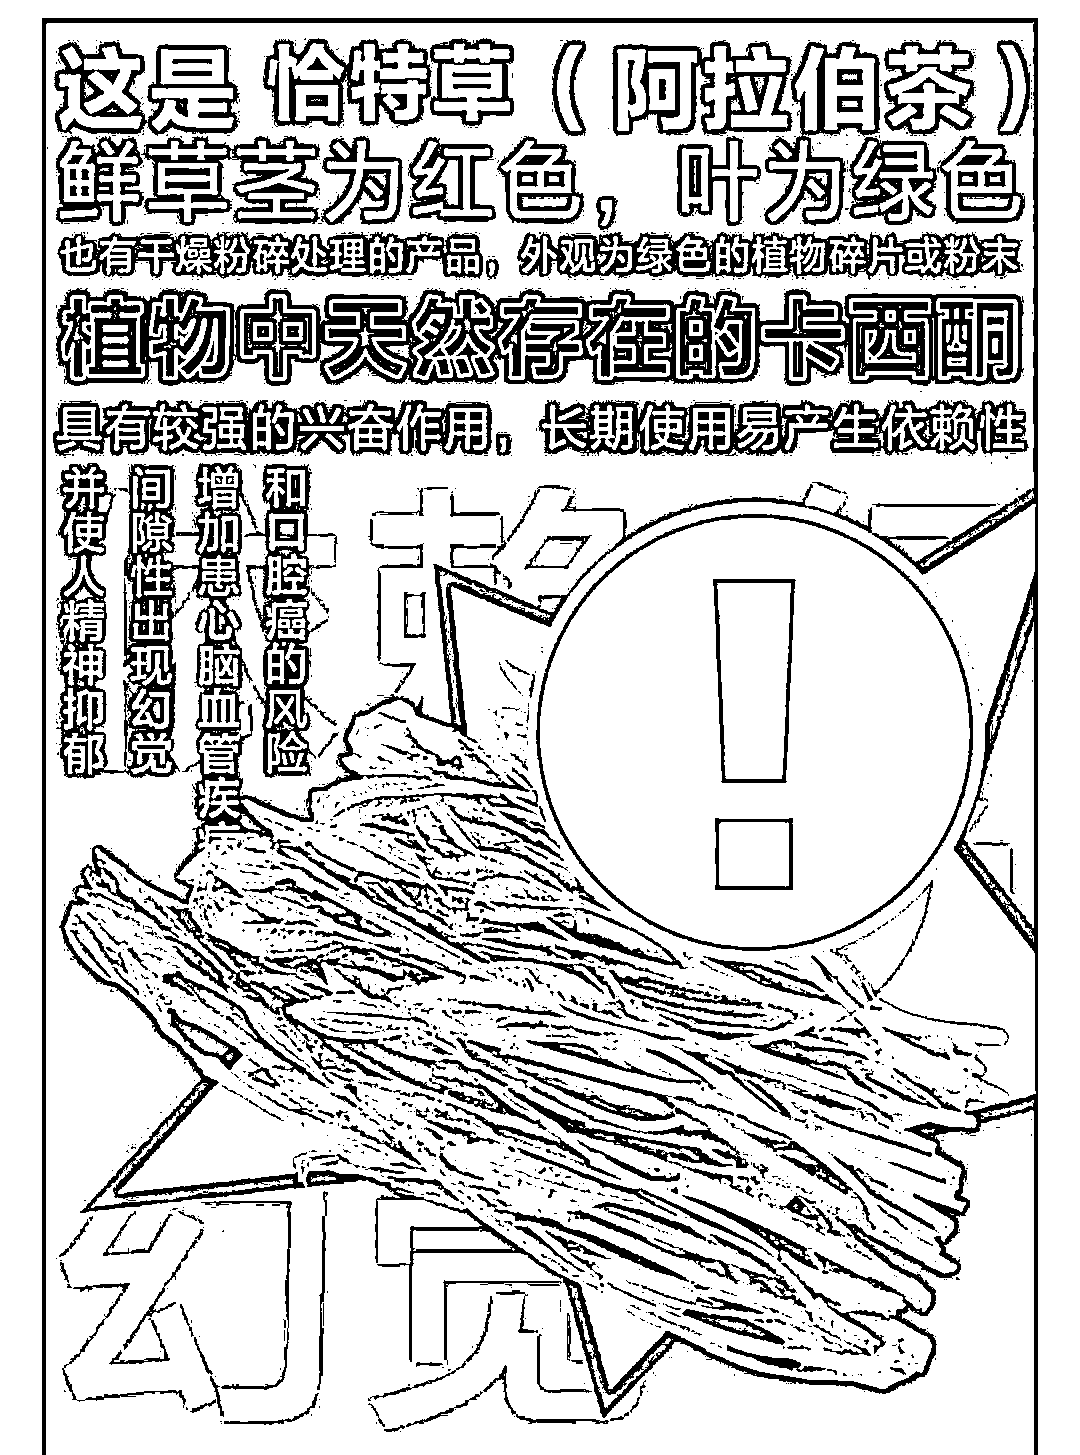 这是 恰特草（阿拉伯茶）
鲜草茎为红色，叶为绿色
也有干燥粉碎处理的产品，外观为绿色的植物碎片或粉末
植物中天然存在的卡西酮
具有较强的兴奋作用，长期使用易产生依赖性
并使人精神抑郁
间隙性出现幻觉
增加患心脑血管疾
和口腔癌的风险
！
幻觉